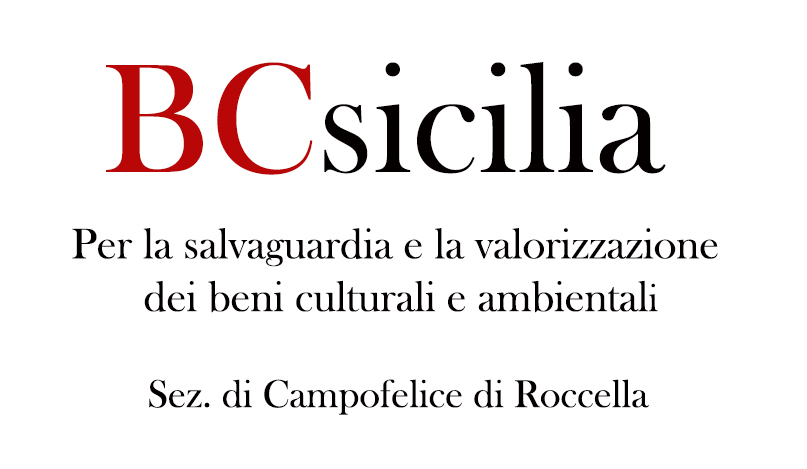 BCsicilia
Per la salvaguardia e la valorizzazione
dei beni culturali e ambientali
Sez. di Campofelice di Roccella